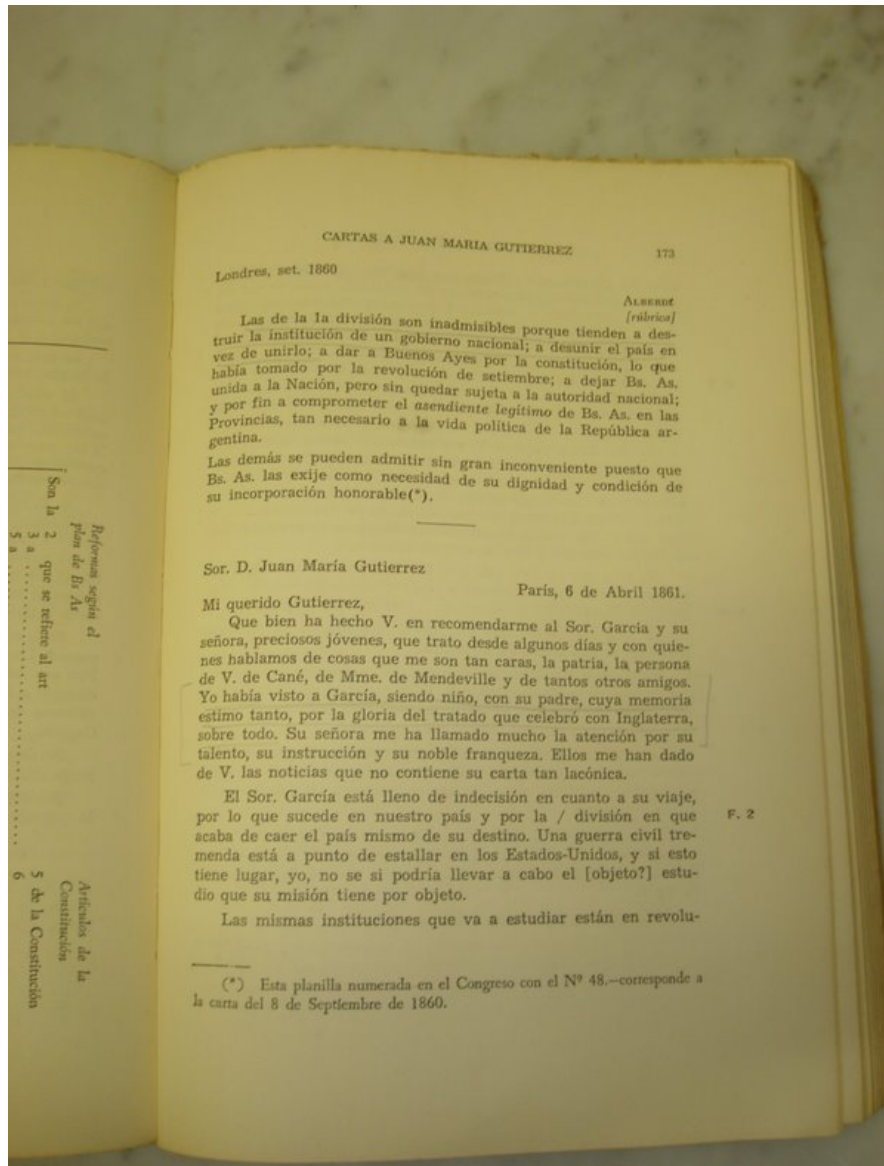 CARTAS A JUAN MARIA GUTIERREZ 173
Londres, set. 1860
ALBERDI
[rúbrica]
Las de la 1a división son inadmisibles porque tienden a des-
truir la institución de un gobierno nacional; a desunir el país en
vez de unirlo; a dar a Buenos Ayes por la constitución, lo que
había tomado por la revolución de setiembre; a dejar Bs. As.
unida a la Nación, pero sin quedar sujeta a la autoridad nacional;
y por fin a comprometer el asendiente legítimo de Bs. As. en las
Provincias, tan necesario a la vida política de la República ar-
gentina.
Las demás se pueden admitir sin gran inconveniente puesto que
Bs. As. las exije como necesidad de su dignidad y condición de
su incorporación honorable(*).
Sor. D. Juan María Gutierrez
París, 6 de Abril 1861.
Mi querido Gutierrez,
Que bien ha hecho V. en recomendarme al Sor. García y su
señora, preciosos jóvenes, que trato desde algunos días y con quie-
nes hablamos de cosas que me son tan caras, la patria, la persona
de V. de Cané, de Mme. de Mendeville y de tantos otros amigos.
Yo había visto a García, siendo niño, con su padre, cuya memoria
estimo tanto, por la gloria del tratado que celebró con Inglaterra,
sobre todo. Su señora me ha llamado mucho la atención por su
talento, su instrucción y su noble franqueza. Ellos me han dado
de V. las noticias que no contiene su carta tan lacónica.
El Sor. García está lleno de indecisión en cuanto a su viaje,
por lo que sucede en nuestro país y por la / división en que F. 2
acaba de caer el país mismo de su destino. Una guerra civil tre-
menda está a punto de estallar en los Estados-Unidos, y si esto
tiene lugar, yo, no se si podría llevar a cabo el [objeto?] estu-
dio que su misión tiene por objeto.
Las mismas instituciones que va a estudiar están en revolu-
(*) Esta planilla numerada en el Congreso con el Nº 48.—corresponde a
la carta del 8 de Septiembre de 1860.
Reformas según el
plan de Bs As
Artículos de la
Constitución
Son la 2 que se refiere al art 5 de la Constitución
3 a ........................ 6
5 a ........................